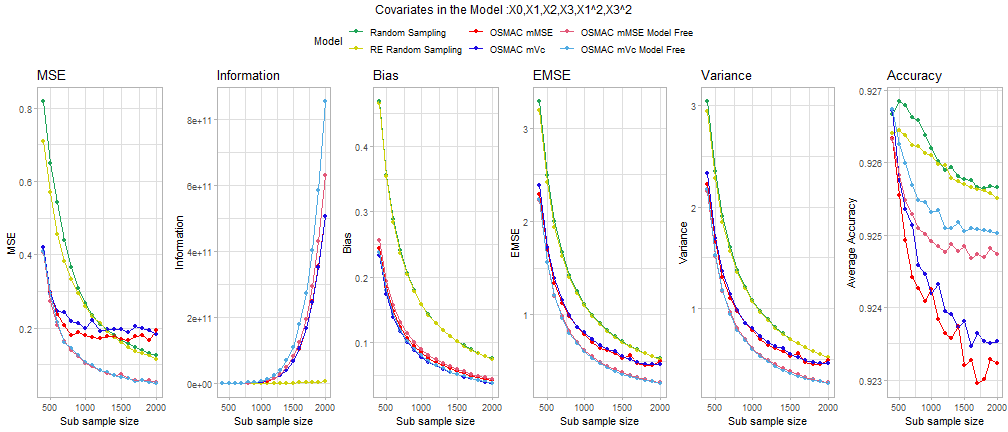 Covariates in the Model :X0,X1,X2,X3,X1^2,X3^2
Model
Random Sampling
OSMAC mMSE
OSMAC mMSE Model Free
RE Random Sampling
OSMAC mVc
OSMAC mVc Model Free
MSE
Information
Bias
EMSE
Variance
Accuracy
MSE
0.8
0.6
0.4
0.2
500
1000
1500
2000
Sub sample size
Information
8e+11
6e+11
4e+11
2e+11
0e+00
500
1000
1500
2000
Sub sample size
Bias
0.4
0.3
0.2
0.1
500
1000
1500
2000
Sub sample size
EMSE
3
2
1
500
1000
1500
2000
Sub sample size
Variance
3
2
1
500
1000
1500
2000
Sub sample size
Average Accuracy
0.927
0.926
0.925
0.924
0.923
500
1000
1500
2000
Sub sample size